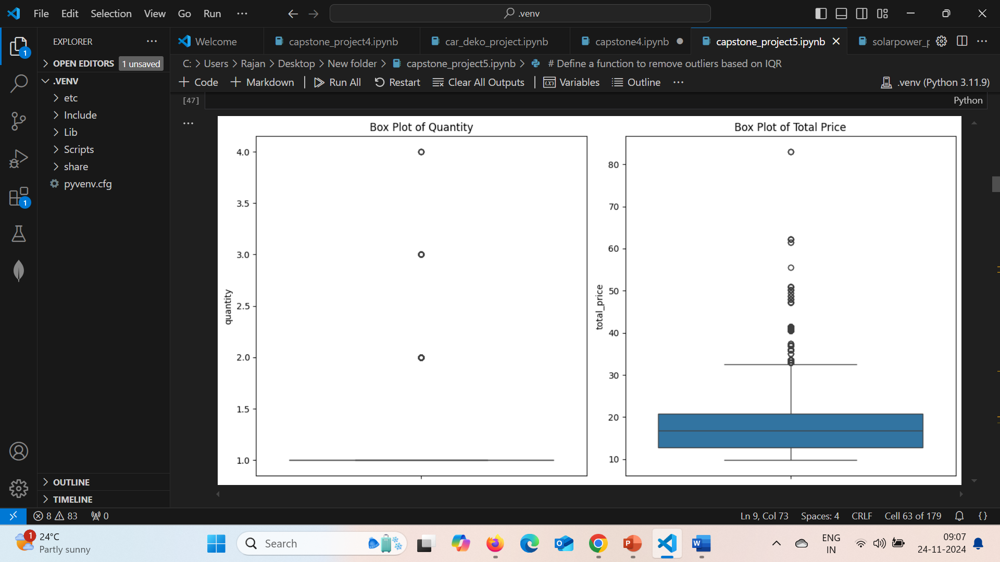 File Edit Selection View Go Run ··· .venv
EXPLORER ···
1
OPEN EDITORS 1 unsaved
.VENV
etc
Include
Lib
Scripts
share
pyvenv.cfg
1
OUTLINE
TIMELINE
Welcome capstone_project4.ipynb car_deko_project.ipynb capstone4.ipynb capstone_project5.ipynb solarpower_p
C: > Users > Rajan > Desktop > New folder > capstone_project5.ipynb > # Define a function to remove outliers based on IQR
+ Code + Markdown | Run All Restart Clear All Outputs | Variables Outline ··· .venv (Python 3.11.9)
[47] Python
···
Box Plot of Quantity
4.0
3.5
3.0
2.5
2.0
1.5
1.0
quantity
Box Plot of Total Price
80
70
60
50
40
30
20
10
total_price
8 83 0 Ln 9, Col 73 Spaces: 4 CRLF Cell 63 of 179 {}
1
24°C
Partly sunny
Search
ENG
IN
09:07
24-11-2024